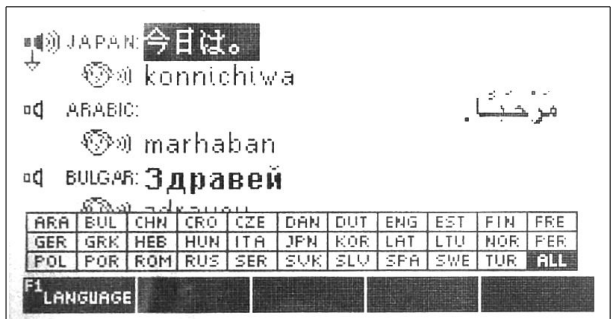 JAPAN: 今日は。
konnichiwa
ARABIC: مَرْحَبًا.
marhaban
BULGAR: Здравей
ARA BUL CHN CRO CZE DAN DUT ENG EST FIN FRE
GER GRK HEB HUN ITA JPN KOR LAT LTU NOR PER
POL POR ROM RUS SER SVK SLV SPA SWE TUR ALL
F1 LANGUAGE